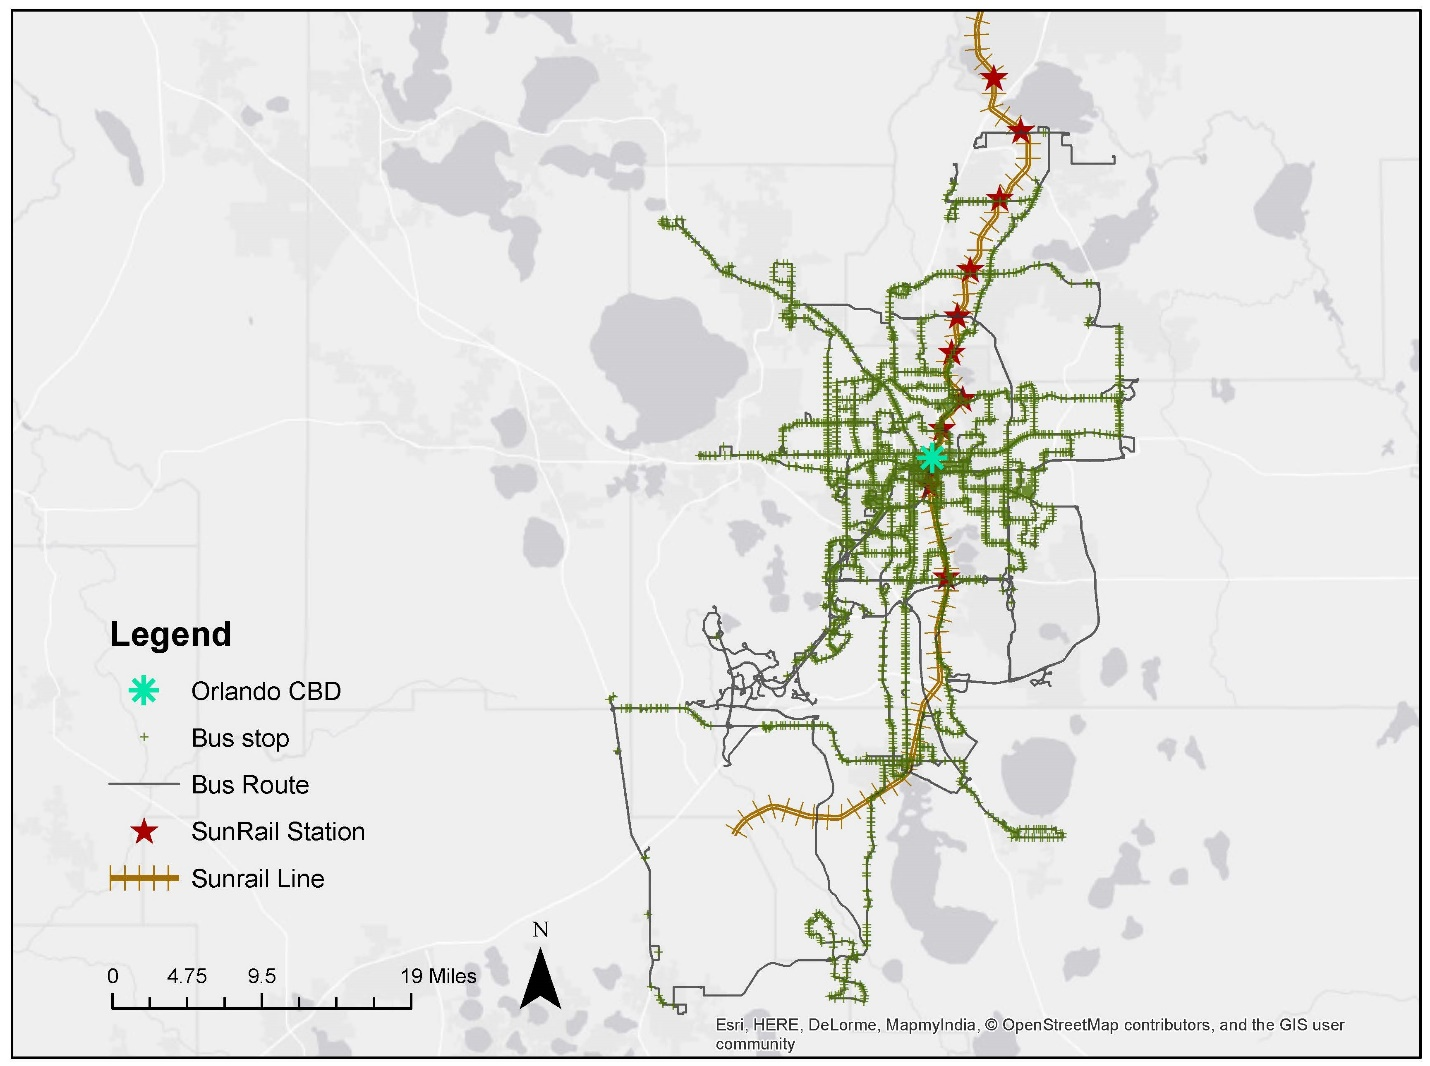 Legend
Orlando CBD
Bus stop
Bus Route
SunRail Station
Sunrail Line
N
0 4.75 9.5 19 Miles
Esri, HERE, DeLorme, MapmyIndia, © OpenStreetMap contributors, and the GIS user
community